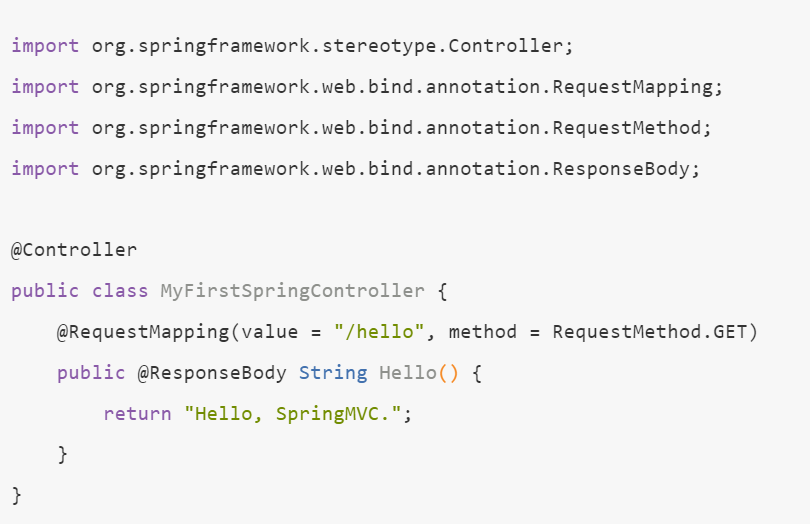 import org.springframework.stereotype.Controller;
import org.springframework.web.bind.annotation.RequestMapping;
import org.springframework.web.bind.annotation.RequestMethod;
import org.springframework.web.bind.annotation.ResponseBody;

@Controller
public class MyFirstSpringController {
    @RequestMapping(value = "/hello", method = RequestMethod.GET)
    public @ResponseBody String Hello() {
        return "Hello, SpringMVC.";
    }
}